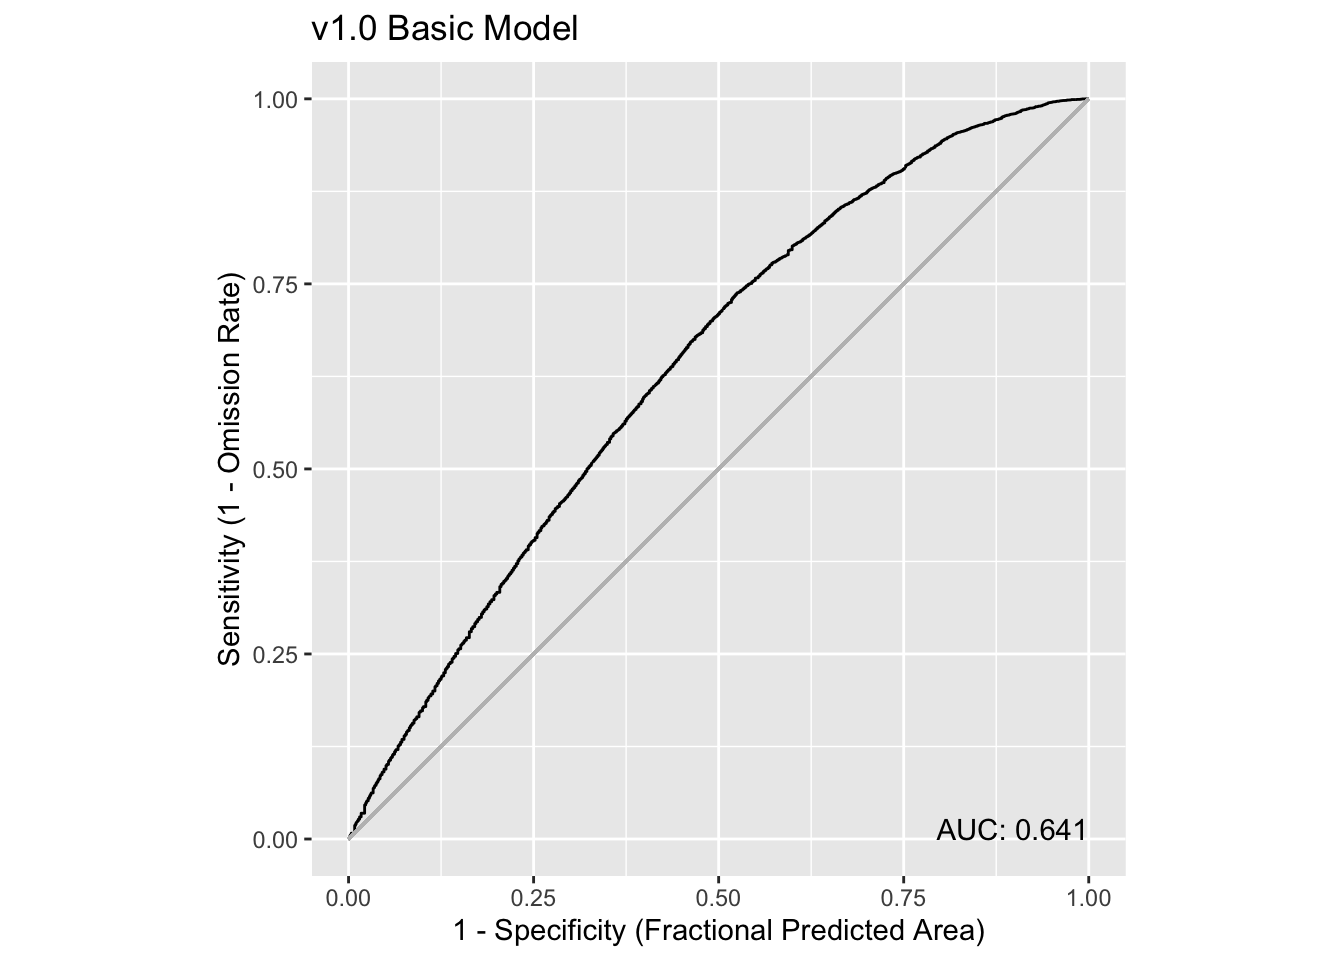 v1.0 Basic Model
1.00
0.75
0.50
0.25
0.00
Sensitivity (1 - Omission Rate)
AUC: 0.641
0.00 0.25 0.50 0.75 1.00
1 - Specificity (Fractional Predicted Area)